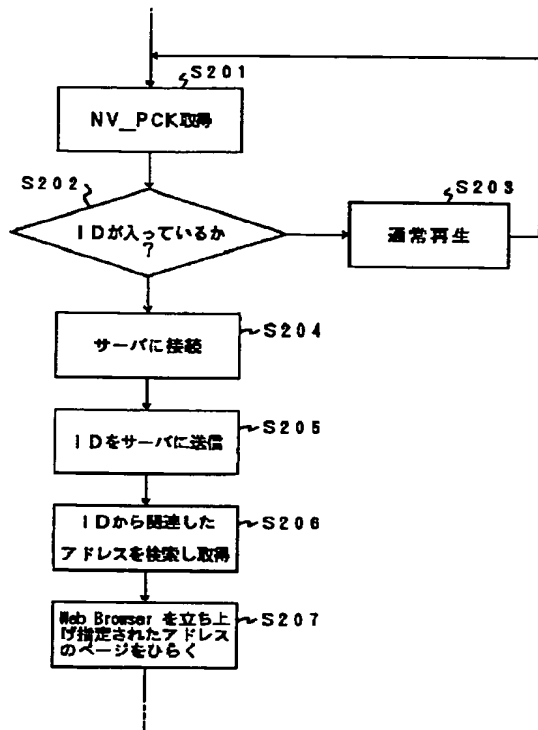 S201
NV_PCK取得
S202
IDが入っているか
?
S203
通常再生
サーバに接続
S204
IDをサーバに送信
S205
IDから関連した
アドレスを検索し取得
S206
Web Browser を立ち上
げ指定されたアドレス
のページをひらく
S207